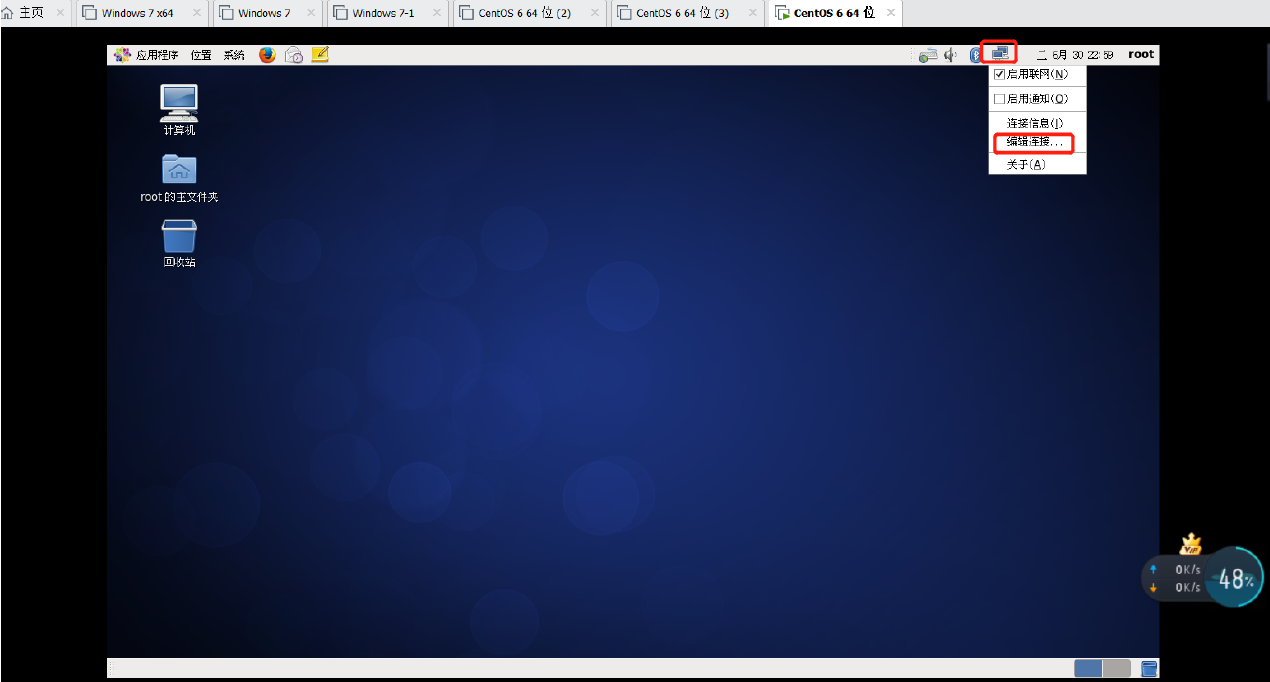 主页
Windows 7 x64
Windows 7
Windows 7-1
CentOS 6 64 位 (2)
CentOS 6 64 位 (3)
CentOS 6 64 位
应用程序 位置 系统
二 6月 30 22:59 root
启用联网(N)
启用通知(O)
连接信息(I)
编辑连接...
关于(A)
计算机
root 的主文件夹
回收站
VIP
0K/s
0K/s
48%